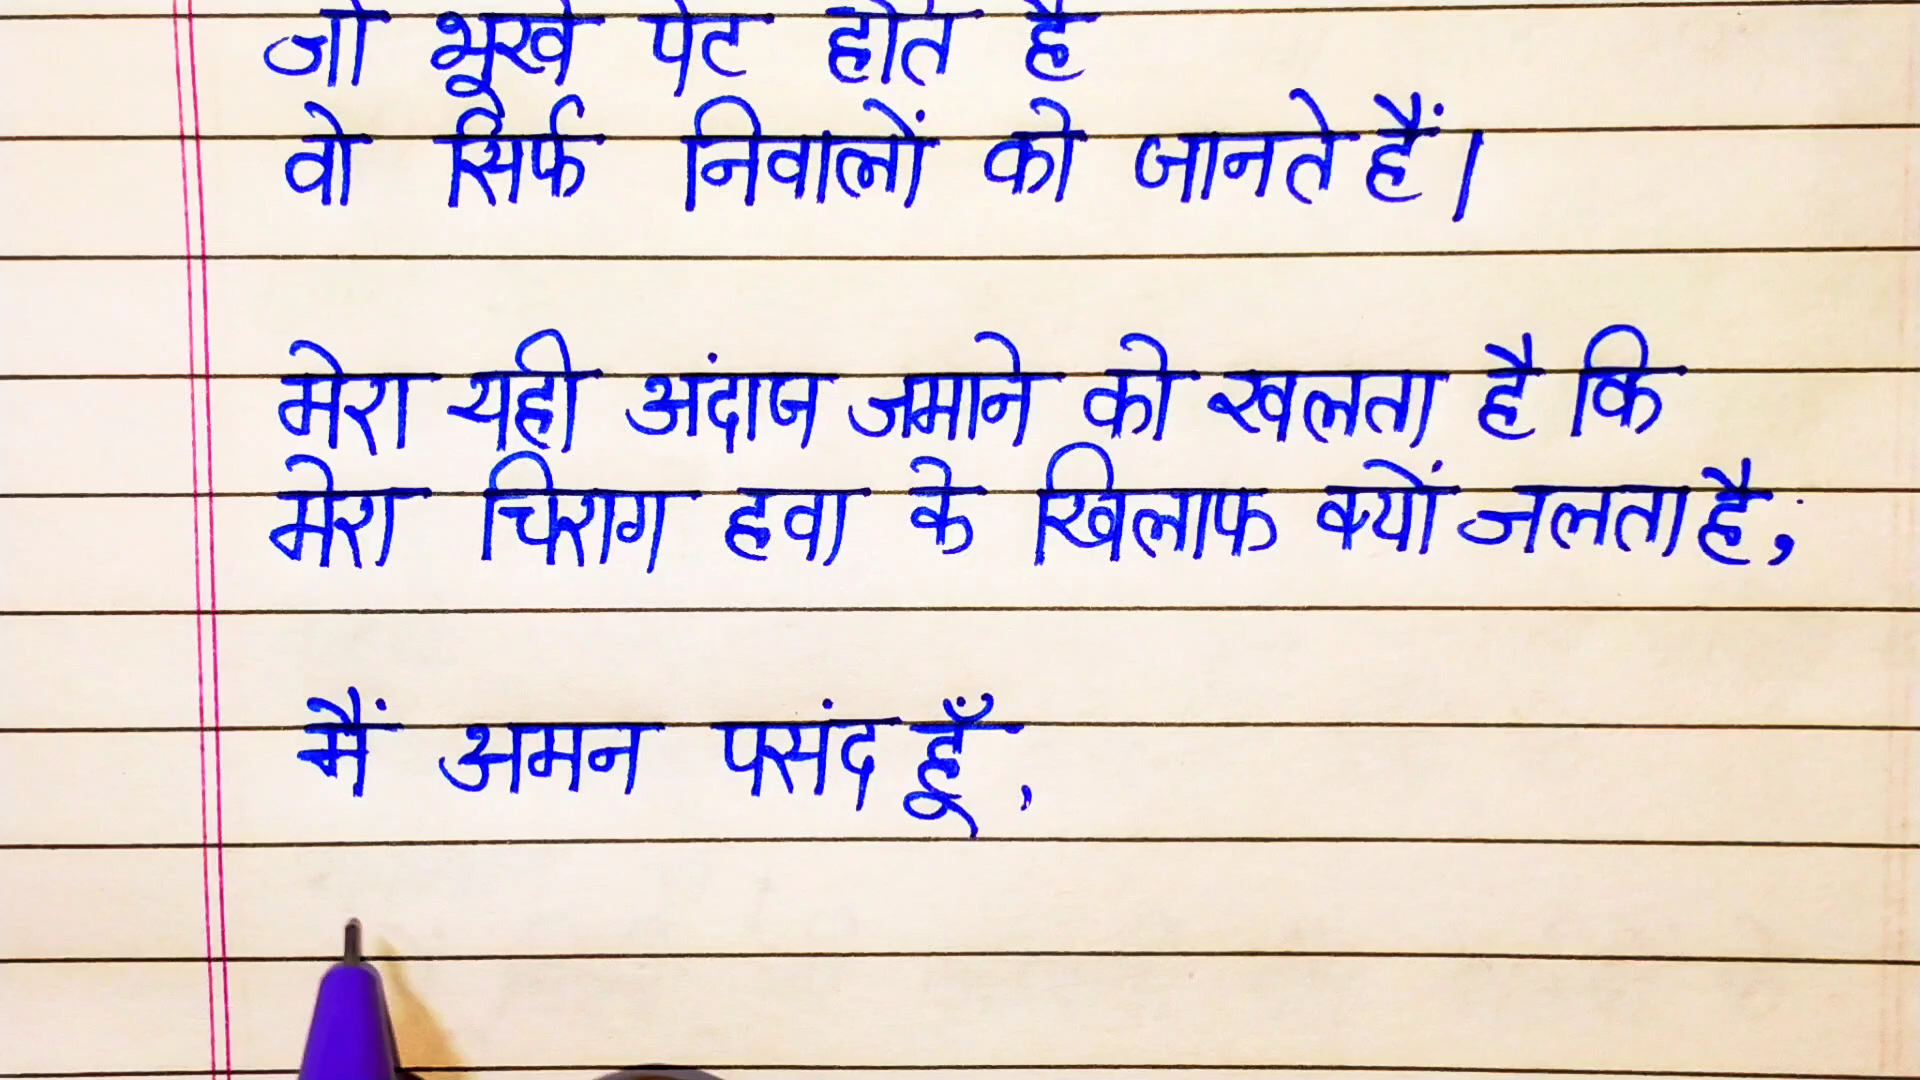 जो भूखे पेट होते है
वो सिर्फ निवालों को जानते हैं।
मेरा यही अंदाज जमाने को खलता है कि
मेरा चिराग हवा के खिलाफ क्यों जलता है,
मैं अमन पसंद हूँ,